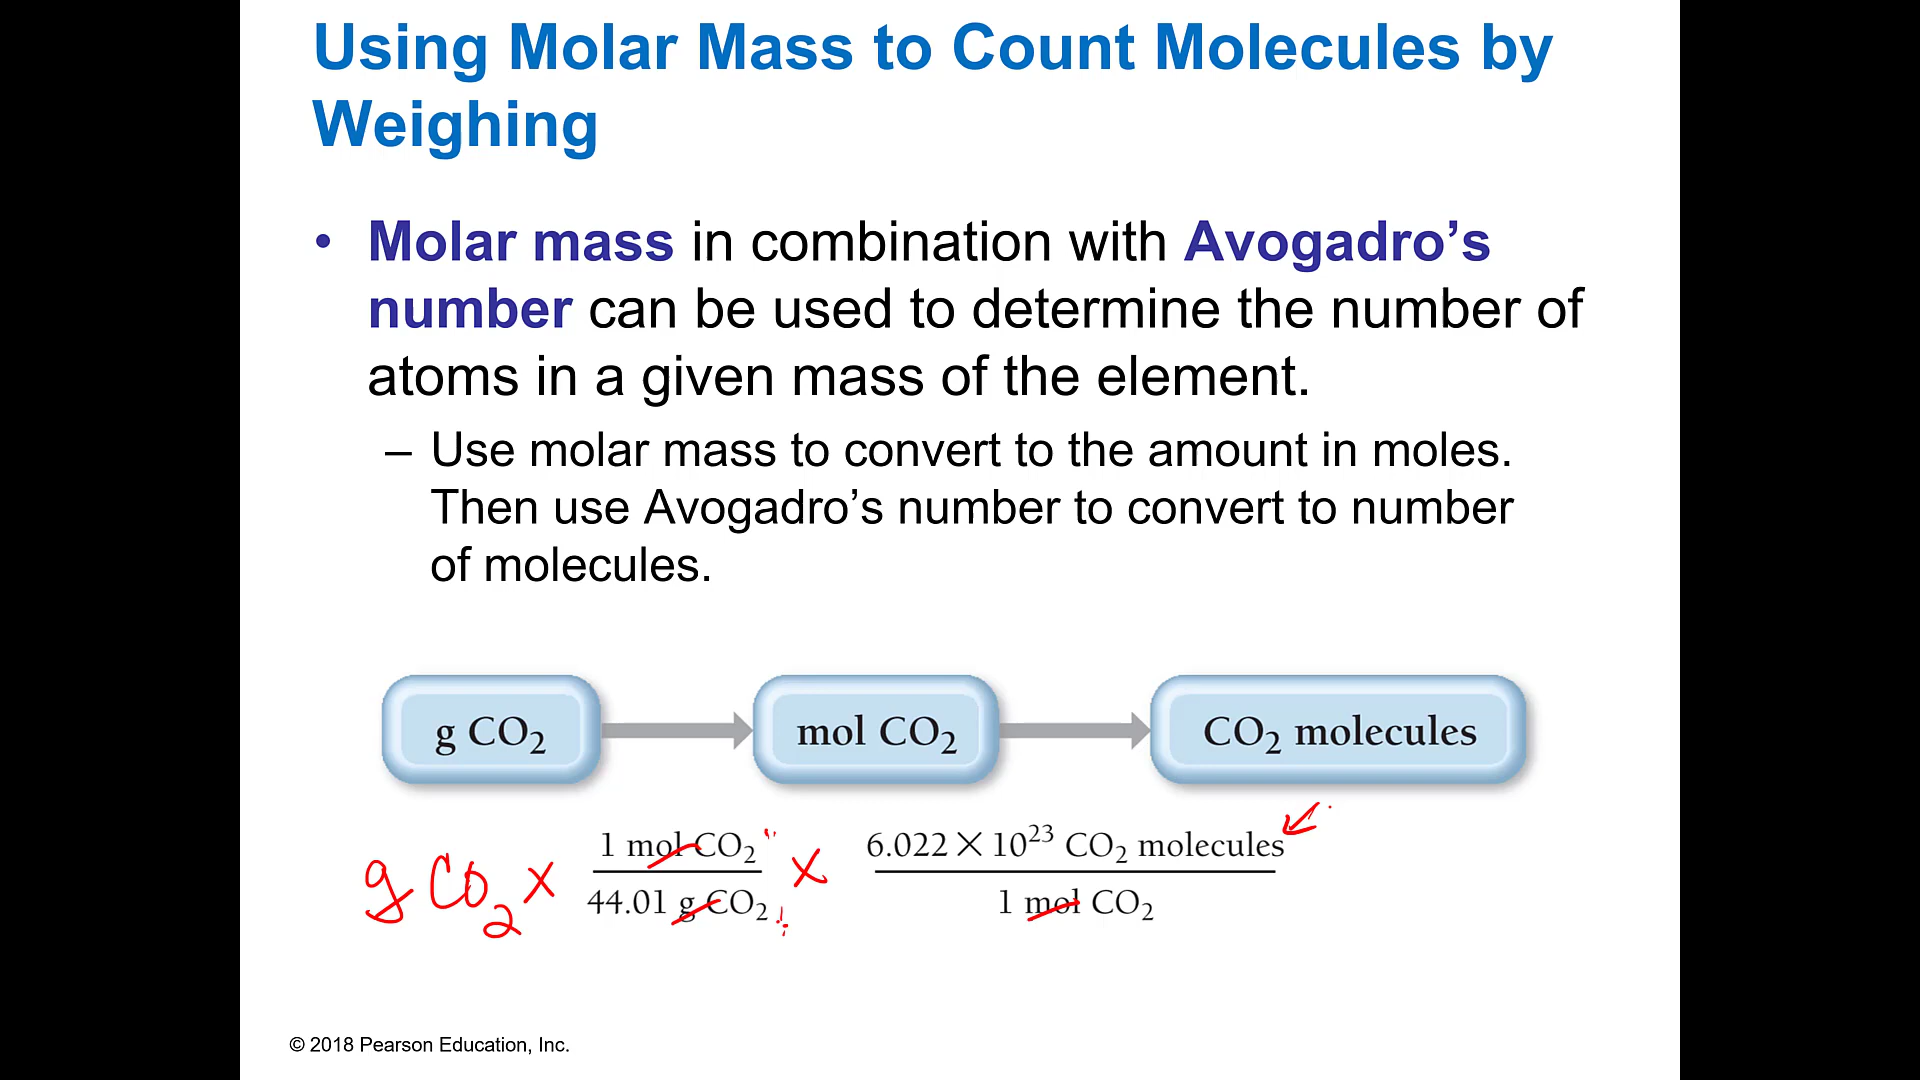 Using Molar Mass to Count Molecules by
Weighing
• Molar mass in combination with Avogadro’s
number can be used to determine the number of
atoms in a given mass of the element.
– Use molar mass to convert to the amount in moles.
Then use Avogadro’s number to convert to number
of molecules.
g CO₂ mol CO₂ CO₂ molecules
g CO₂ × 1 mol CO₂ × 6.022 × 10²³ CO₂ molecules
44.01 g CO₂ 1 mol CO₂
© 2018 Pearson Education, Inc.